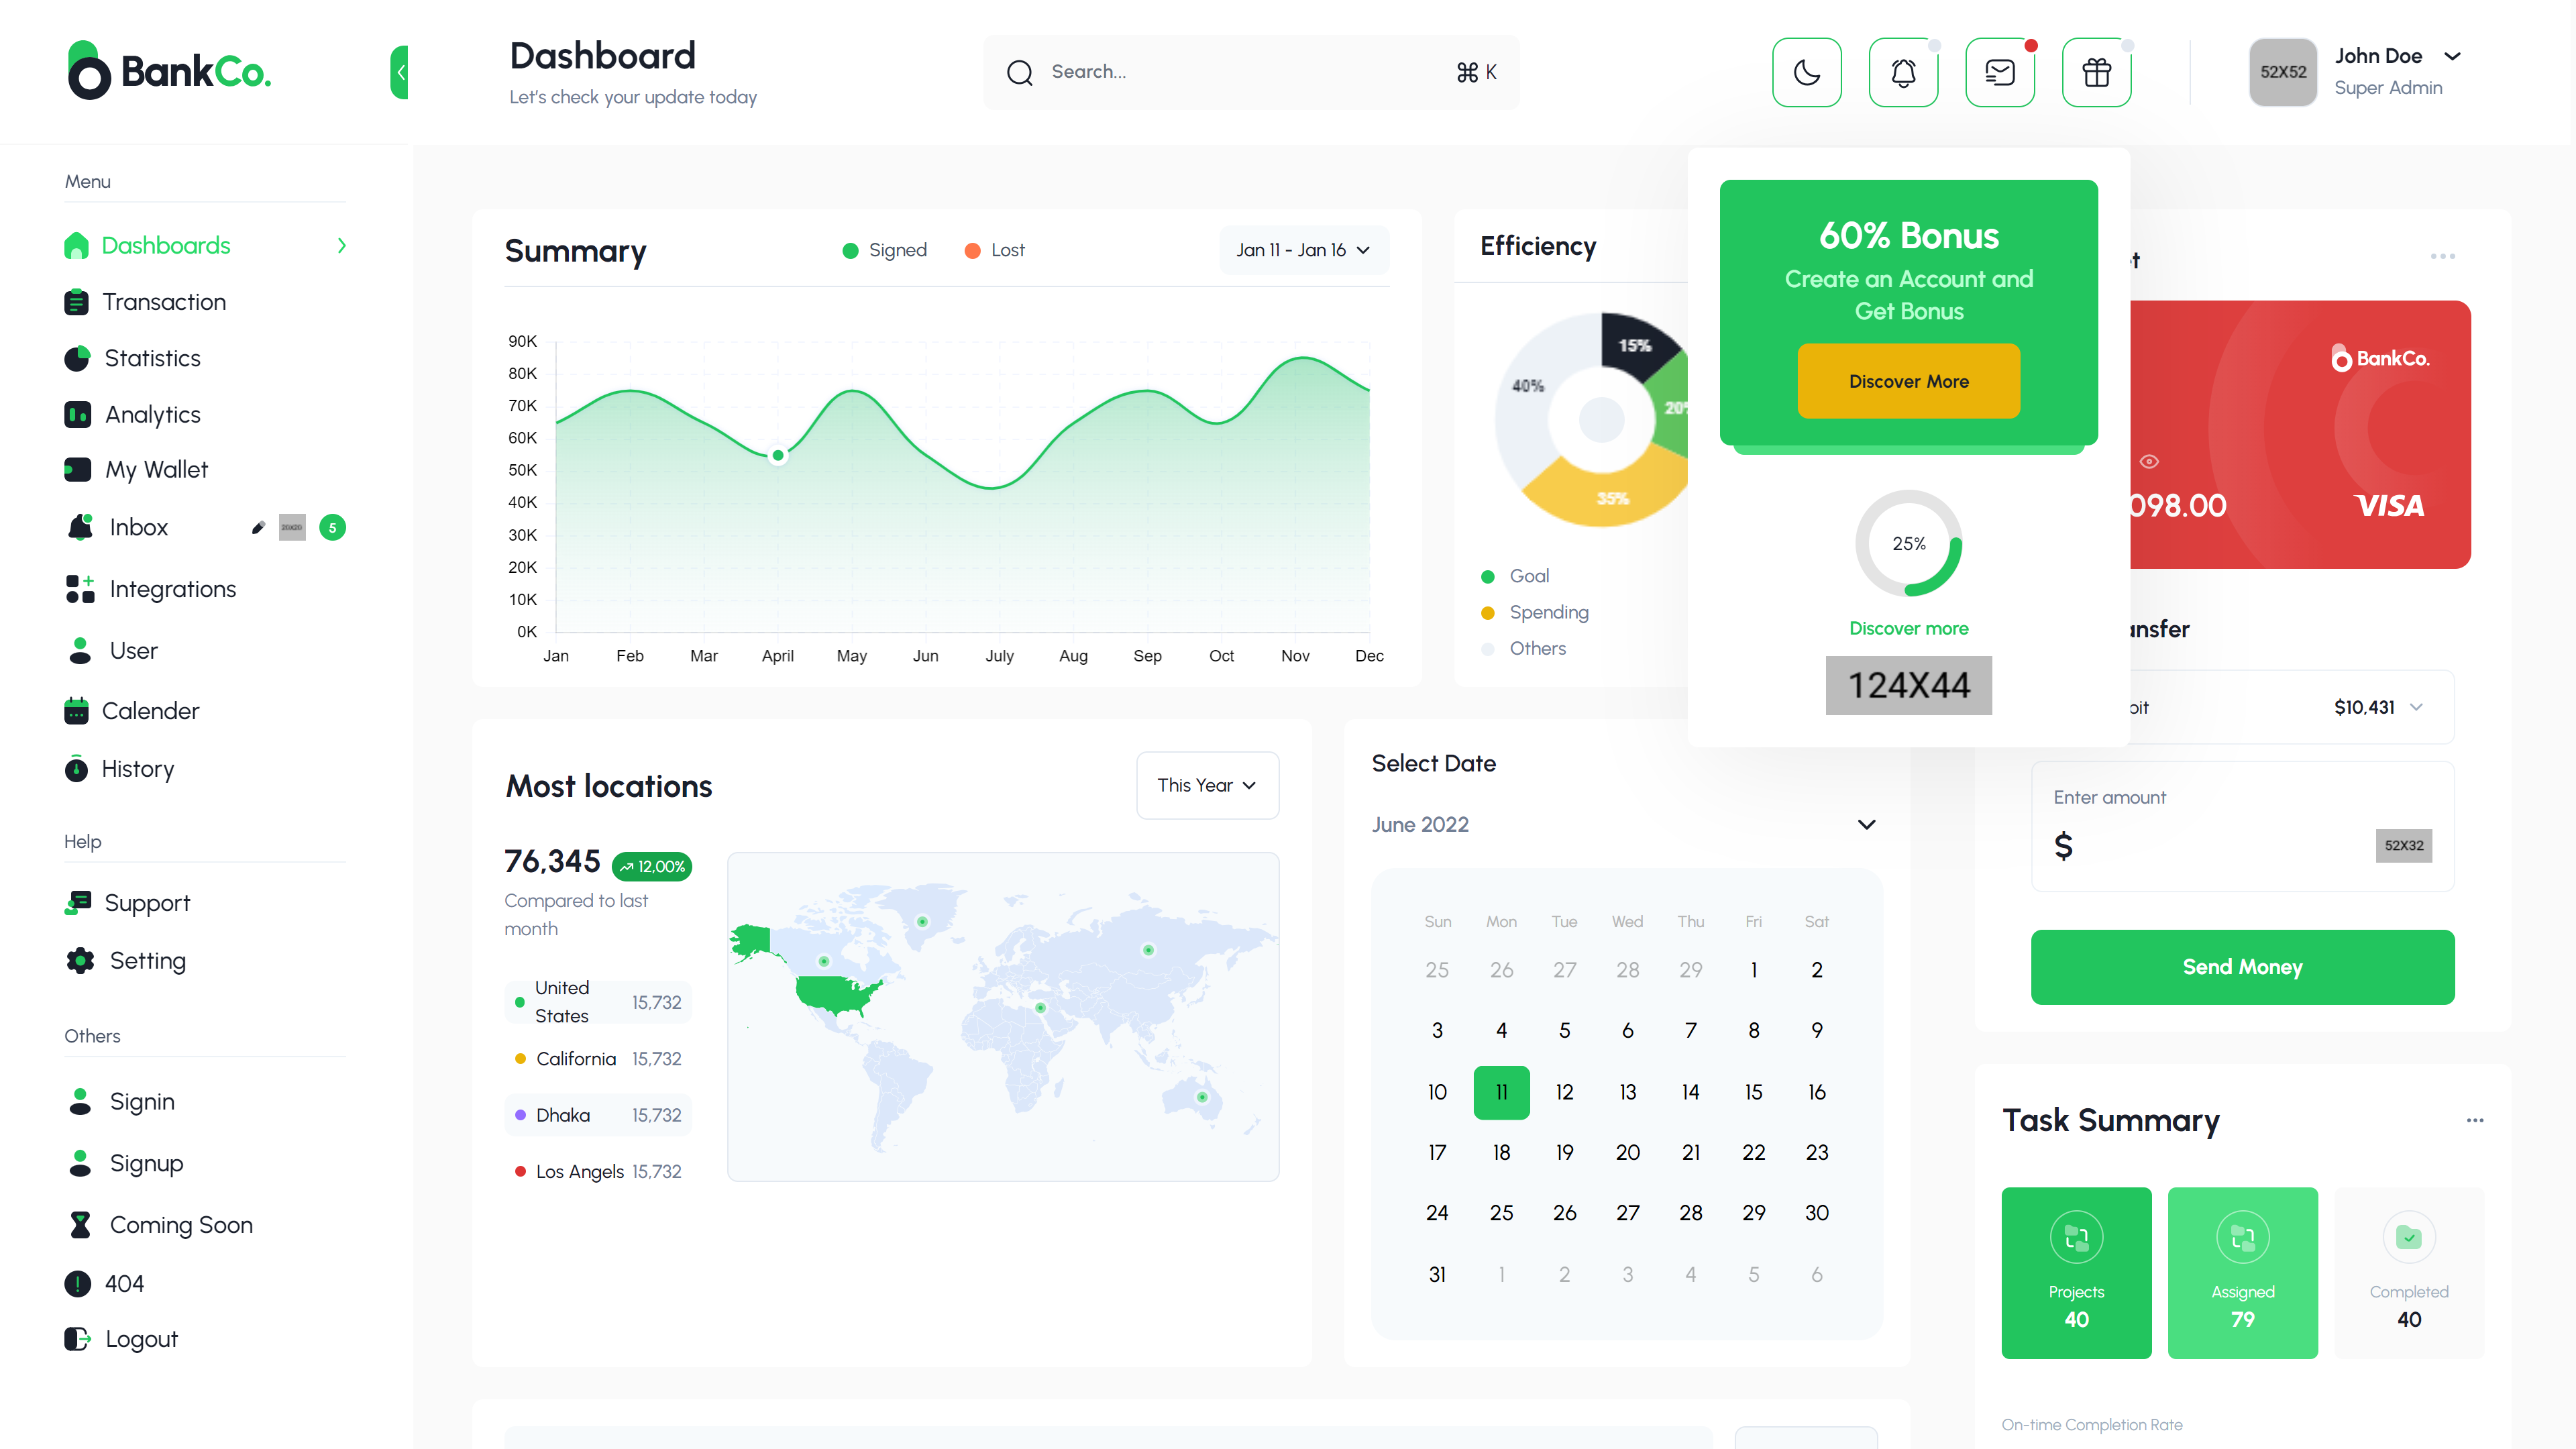 BankCo.
Dashboard
Let's check your update today
Search...
⌘ K
52X52
John Doe
Super Admin
Menu
Dashboards
Transaction
Statistics
Analytics
My Wallet
Inbox
20X20
5
Integrations
User
Calender
History
Help
Support
Setting
Others
Signin
Signup
Coming Soon
404
Logout
Summary
Signed
Lost
Jan 11 - Jan 16
90K
80K
70K
60K
50K
40K
30K
20K
10K
0K
Jan Feb Mar April May Jun July Aug Sep Oct Nov Dec
Efficiency
15%
40%
20%
35%
Goal
Spending
Others
60% Bonus
Create an Account and
Get Bonus
Discover More
25%
Discover more
124X44
BankCo.
098.00
VISA
$10,431
Enter amount
$
52X32
Send Money
Most locations
This Year
76,345
12,00%
Compared to last
month
United
States
15,732
California 15,732
Dhaka 15,732
Los Angels 15,732
Select Date
June 2022
Sun Mon Tue Wed Thu Fri Sat
25 26 27 28 29 1 2
3 4 5 6 7 8 9
10 11 12 13 14 15 16
17 18 19 20 21 22 23
24 25 26 27 28 29 30
31 1 2 3 4 5 6
Task Summary
Projects
40
Assigned
79
Completed
40
On-time Completion Rate